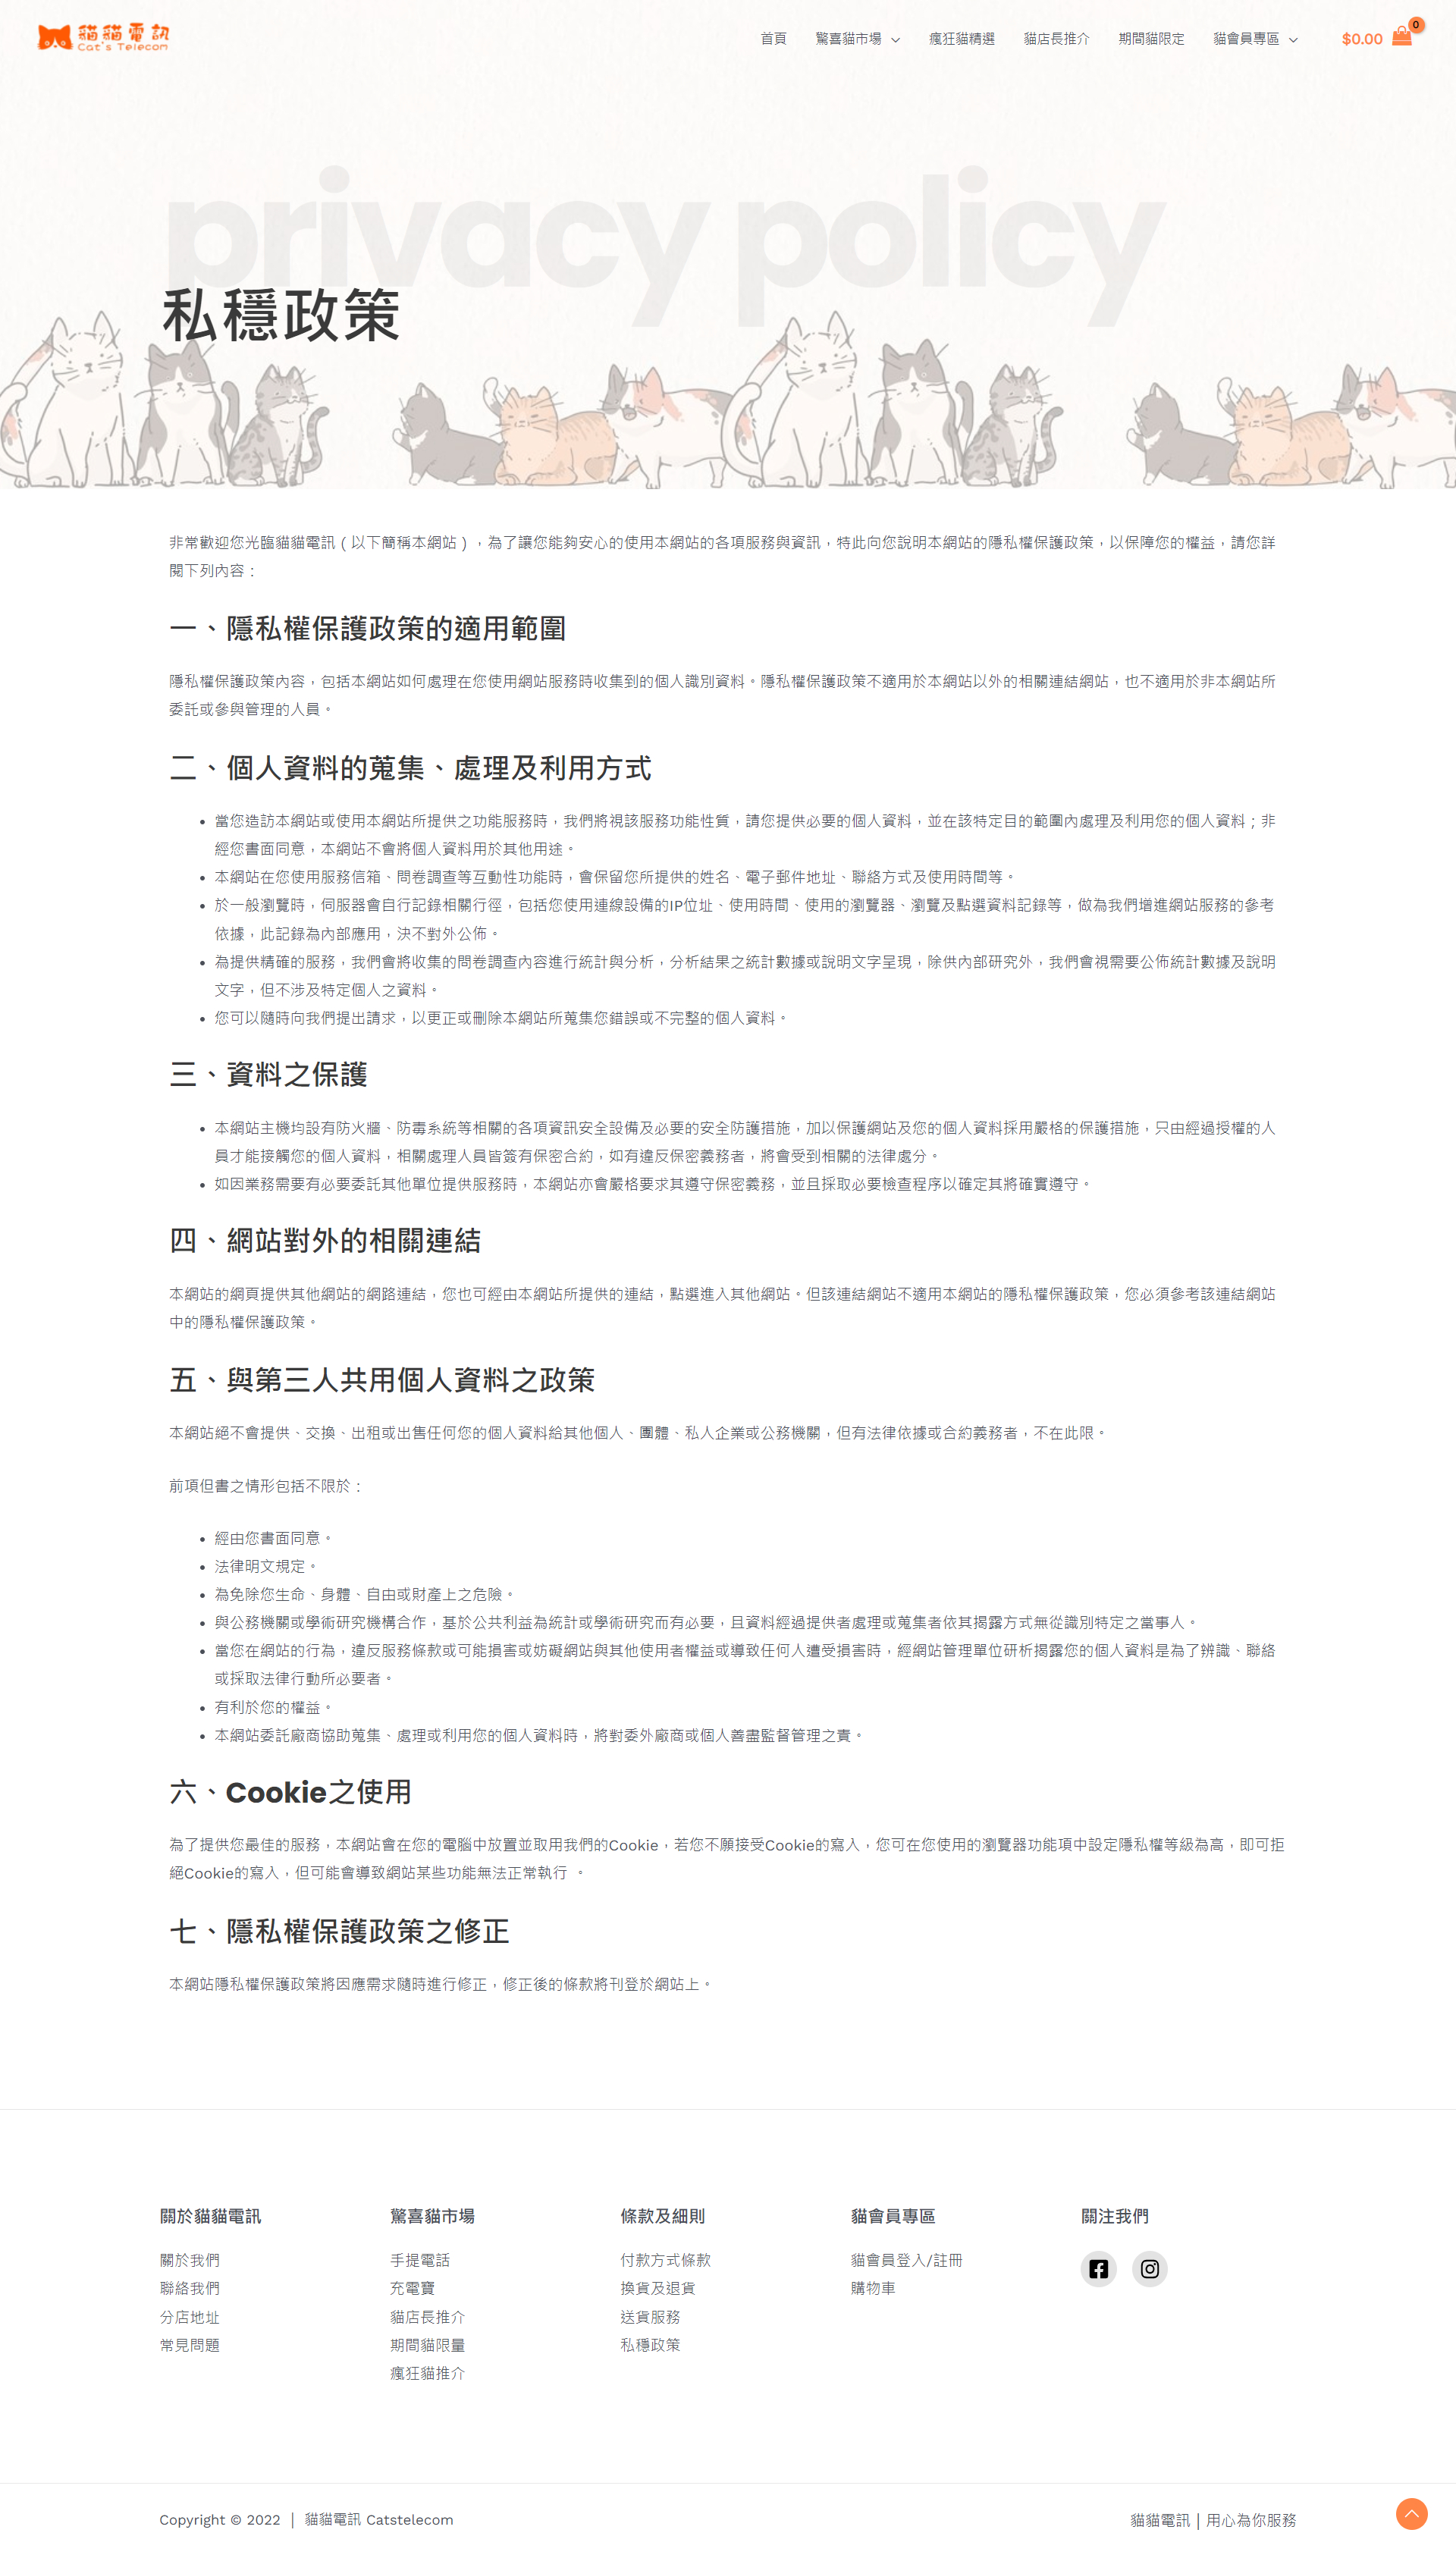 貓貓電訊
Cat's Telecom
首頁 驚喜貓市場 瘋狂貓精選 貓店長推介 期間貓限定 貓會員專區 $0.00 0
privacy policy
私穩政策
非常歡迎您光臨貓貓電訊（以下簡稱本網站），為了讓您能夠安心的使用本網站的各項服務與資訊，特此向您說明本網站的隱私權保護政策，以保障您的權益，請您詳
閱下列內容：
一、隱私權保護政策的適用範圍
隱私權保護政策內容，包括本網站如何處理在您使用網站服務時收集到的個人識別資料。隱私權保護政策不適用於本網站以外的相關連結網站，也不適用於非本網站所
委託或參與管理的人員。
二、個人資料的蒐集、處理及利用方式
• 當您造訪本網站或使用本網站所提供之功能服務時，我們將視該服務功能性質，請您提供必要的個人資料，並在該特定目的範圍內處理及利用您的個人資料；非
經您書面同意，本網站不會將個人資料用於其他用途。
• 本網站在您使用服務信箱、問卷調查等互動性功能時，會保留您所提供的姓名、電子郵件地址、聯絡方式及使用時間等。
• 於一般瀏覽時，伺服器會自行記錄相關行徑，包括您使用連線設備的IP位址、使用時間、使用的瀏覽器、瀏覽及點選資料記錄等，做為我們增進網站服務的參考
依據，此記錄為內部應用，決不對外公佈。
• 為提供精確的服務，我們會將收集的問卷調查內容進行統計與分析，分析結果之統計數據或說明文字呈現，除供內部研究外，我們會視需要公佈統計數據及說明
文字，但不涉及特定個人之資料。
• 您可以隨時向我們提出請求，以更正或刪除本網站所蒐集您錯誤或不完整的個人資料。
三、資料之保護
• 本網站主機均設有防火牆、防毒系統等相關的各項資訊安全設備及必要的安全防護措施，加以保護網站及您的個人資料採用嚴格的保護措施，只由經過授權的人
員才能接觸您的個人資料，相關處理人員皆簽有保密合約，如有違反保密義務者，將會受到相關的法律處分。
• 如因業務需要有必要委託其他單位提供服務時，本網站亦會嚴格要求其遵守保密義務，並且採取必要檢查程序以確定其將確實遵守。
四、網站對外的相關連結
本網站的網頁提供其他網站的網路連結，您也可經由本網站所提供的連結，點選進入其他網站。但該連結網站不適用本網站的隱私權保護政策，您必須參考該連結網站
中的隱私權保護政策。
五、與第三人共用個人資料之政策
本網站絕不會提供、交換、出租或出售任何您的個人資料給其他個人、團體、私人企業或公務機關，但有法律依據或合約義務者，不在此限。
前項但書之情形包括不限於：
• 經由您書面同意。
• 法律明文規定。
• 為免除您生命、身體、自由或財產上之危險。
• 與公務機關或學術研究機構合作，基於公共利益為統計或學術研究而有必要，且資料經過提供者處理或蒐集者依其揭露方式無從識別特定之當事人。
• 當您在網站的行為，違反服務條款或可能損害或妨礙網站與其他使用者權益或導致任何人遭受損害時，經網站管理單位研析揭露您的個人資料是為了辨識、聯絡
或採取法律行動所必要者。
• 有利於您的權益。
• 本網站委託廠商協助蒐集、處理或利用您的個人資料時，將對委外廠商或個人善盡監督管理之責。
六、Cookie之使用
為了提供您最佳的服務，本網站會在您的電腦中放置並取用我們的Cookie，若您不願接受Cookie的寫入，您可在您使用的瀏覽器功能項中設定隱私權等級為高，即可拒
絕Cookie的寫入，但可能會導致網站某些功能無法正常執行 。
七、隱私權保護政策之修正
本網站隱私權保護政策將因應需求隨時進行修正，修正後的條款將刊登於網站上。
關於貓貓電訊
關於我們
聯絡我們
分店地址
常見問題
驚喜貓市場
手提電話
充電寶
貓店長推介
期間貓限量
瘋狂貓推介
條款及細則
付款方式條款
換貨及退貨
送貨服務
私穩政策
貓會員專區
貓會員登入/註冊
購物車
關注我們
Copyright © 2022 ｜ 貓貓電訊 Catstelecom
貓貓電訊 | 用心為你服務